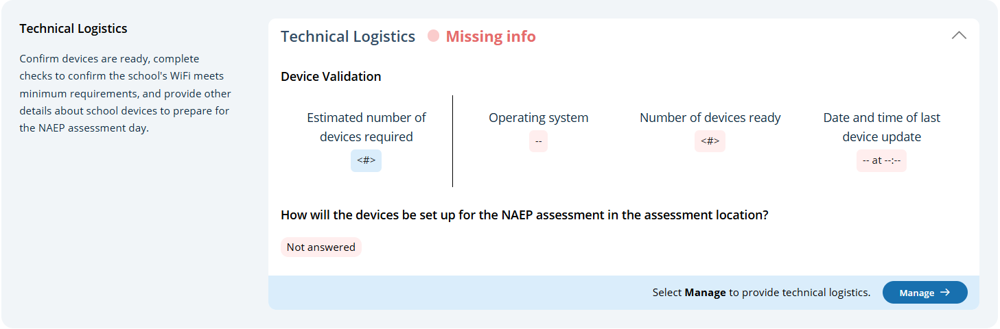 Technical Logistics
Confirm devices are ready, complete
checks to confirm the school's WiFi meets
minimum requirements, and provide other
details about school devices to prepare for
the NAEP assessment day.
Technical Logistics Missing info
Device Validation
Estimated number of
devices required
<#>
Operating system
--
Number of devices ready
<#>
Date and time of last
device update
-- at --:--
How will the devices be set up for the NAEP assessment in the assessment location?
Not answered
Select Manage to provide technical logistics.
Manage →